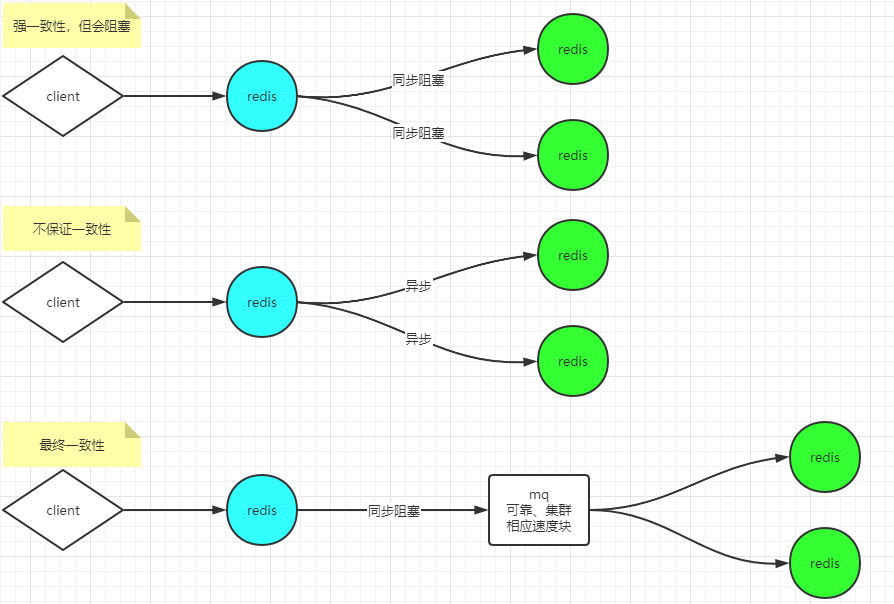 强一致性，但会阻塞
client
redis
同步阻塞
同步阻塞
redis
redis
不保证一致性
client
redis
异步
异步
redis
redis
最终一致性
client
redis
同步阻塞
mq
可靠、集群
相应速度块
redis
redis